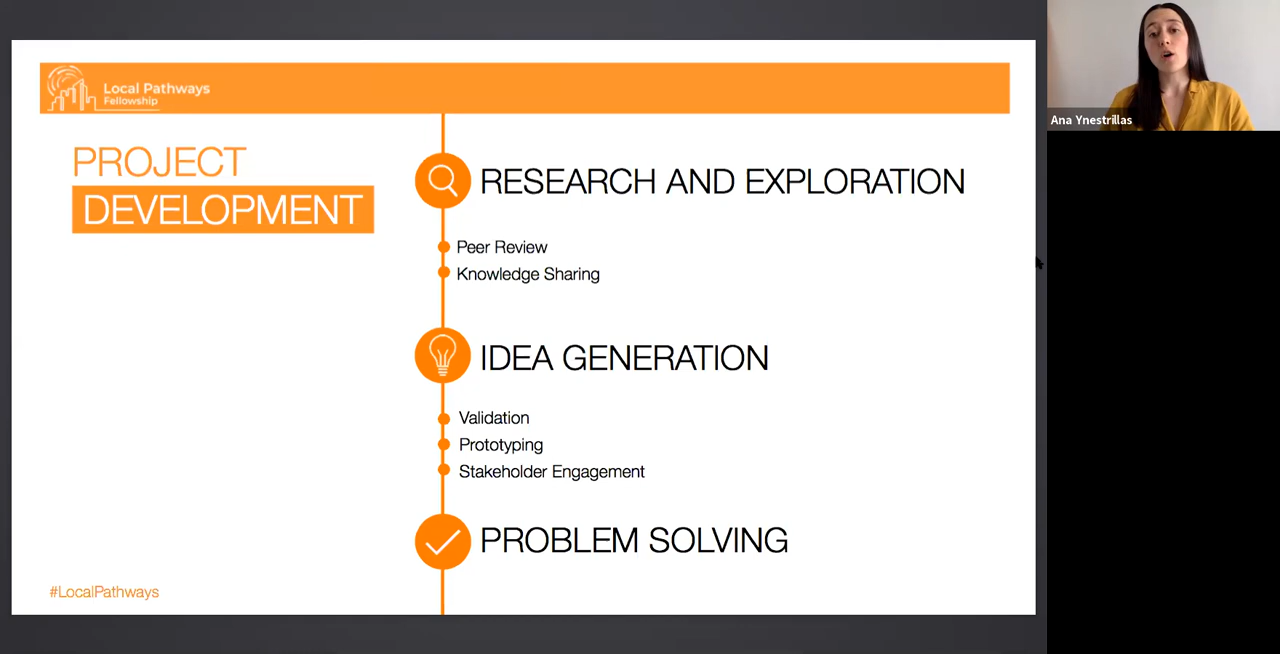 Local Pathways
Fellowship
PROJECT
DEVELOPMENT
RESEARCH AND EXPLORATION
Peer Review
Knowledge Sharing
IDEA GENERATION
Validation
Prototyping
Stakeholder Engagement
PROBLEM SOLVING
#LocalPathways
Ana Ynestrillas